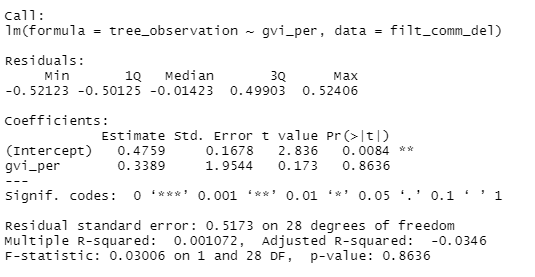 Call:
lm(formula = tree_observation ~ gvi_per, data = filt_comm_del)
Residuals:
Min 1Q Median 3Q Max
-0.52123 -0.50125 -0.01423 0.49903 0.52406
Coefficients:
Estimate Std. Error t value Pr(>|t|)
(Intercept) 0.4759 0.1678 2.836 0.0084 **
gvi_per 0.3389 1.9544 0.173 0.8636
---
Signif. codes: 0 ‘***’ 0.001 ‘**’ 0.01 ‘*’ 0.05 ‘.’ 0.1 ‘ ’ 1
Residual standard error: 0.5173 on 28 degrees of freedom
Multiple R-squared: 0.001072, Adjusted R-squared: -0.0346
F-statistic: 0.03006 on 1 and 28 DF, p-value: 0.8636